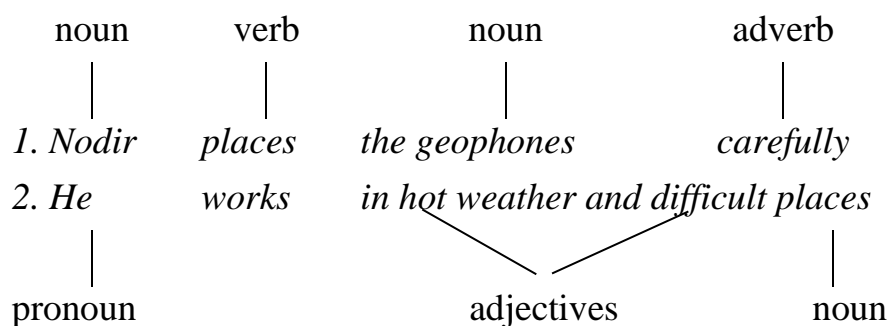 noun verb noun adverb
1. Nodir places the geophones carefully
2. He works in hot weather and difficult places
pronoun adjectives noun